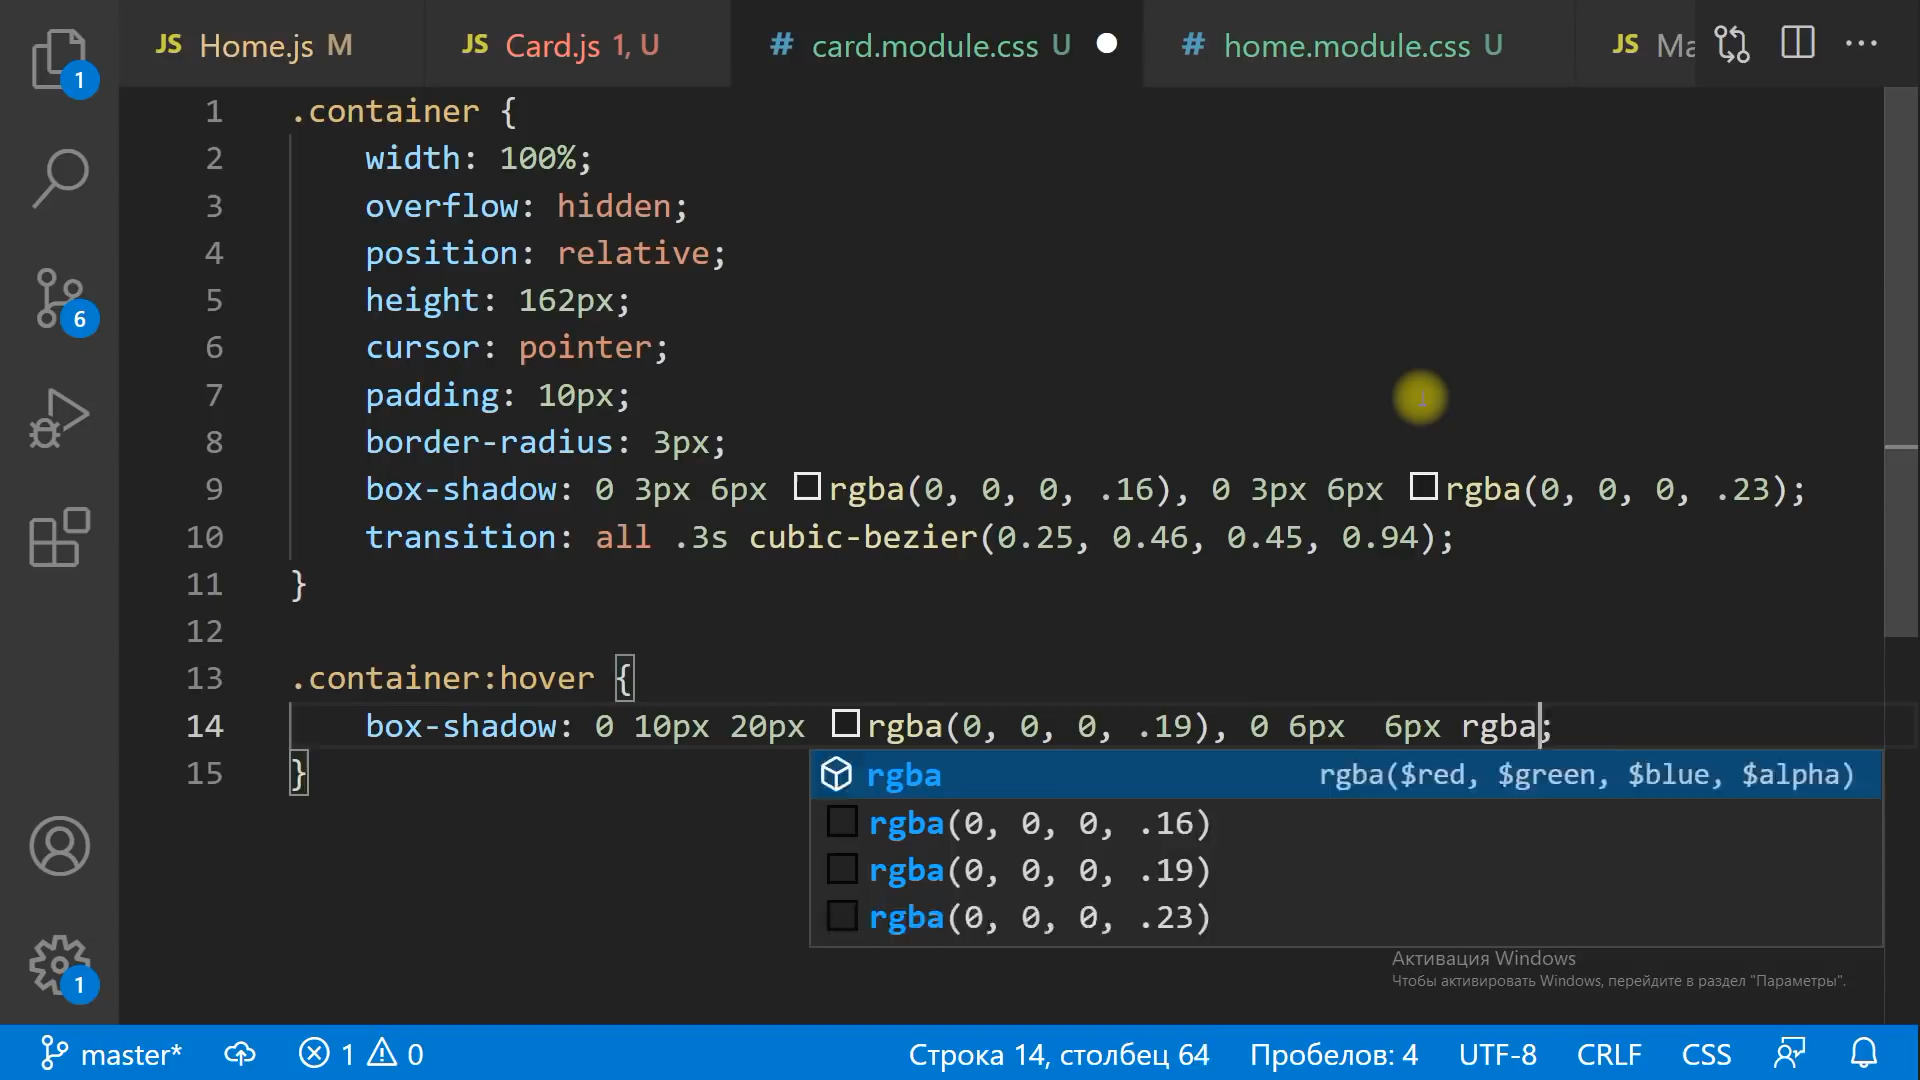 JS Home.js M JS Card.js 1, U # card.module.css U # home.module.css U JS Ma
1 .container {
2 width: 100%;
3 overflow: hidden;
4 position: relative;
5 height: 162px;
6 cursor: pointer;
7 padding: 10px;
8 border-radius: 3px;
9 box-shadow: 0 3px 6px rgba(0, 0, 0, .16), 0 3px 6px rgba(0, 0, 0, .23);
10 transition: all .3s cubic-bezier(0.25, 0.46, 0.45, 0.94);
11 }
12
13 .container:hover {
14 box-shadow: 0 10px 20px rgba(0, 0, 0, .19), 0 6px  6px rgba;
15 }
rgba rgba($red, $green, $blue, $alpha)
rgba(0, 0, 0, .16)
rgba(0, 0, 0, .19)
rgba(0, 0, 0, .23)
1
6
1
Активация Windows
Чтобы активировать Windows, перейдите в раздел "Параметры".
master* 1 0 Строка 14, столбец 64 Пробелов: 4 UTF-8 CRLF CSS